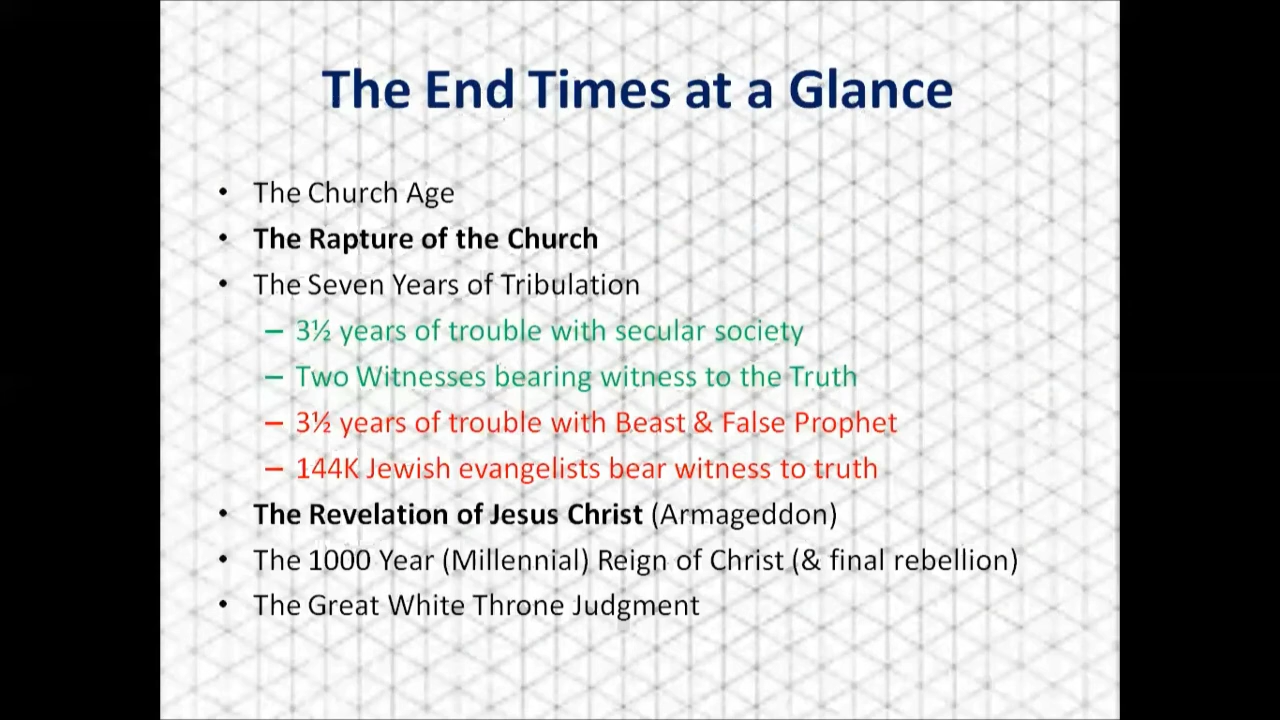 The End Times at a Glance
• The Church Age
• The Rapture of the Church
• The Seven Years of Tribulation
– 3½ years of trouble with secular society
– Two Witnesses bearing witness to the Truth
– 3½ years of trouble with Beast & False Prophet
– 144K Jewish evangelists bear witness to truth
• The Revelation of Jesus Christ (Armageddon)
• The 1000 Year (Millennial) Reign of Christ (& final rebellion)
• The Great White Throne Judgment